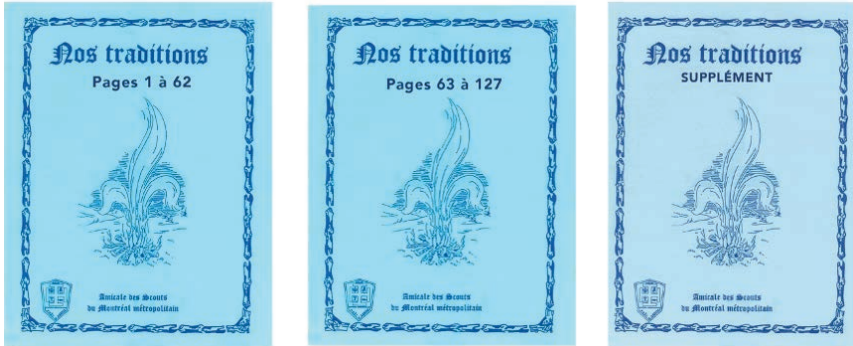 Nos traditions
Pages 1 à 62
Amicale des Scouts
du Montréal métropolitain
Nos traditions
Pages 63 à 127
Amicale des Scouts
du Montréal métropolitain
Nos traditions
SUPPLÉMENT
Amicale des Scouts
du Montréal métropolitain